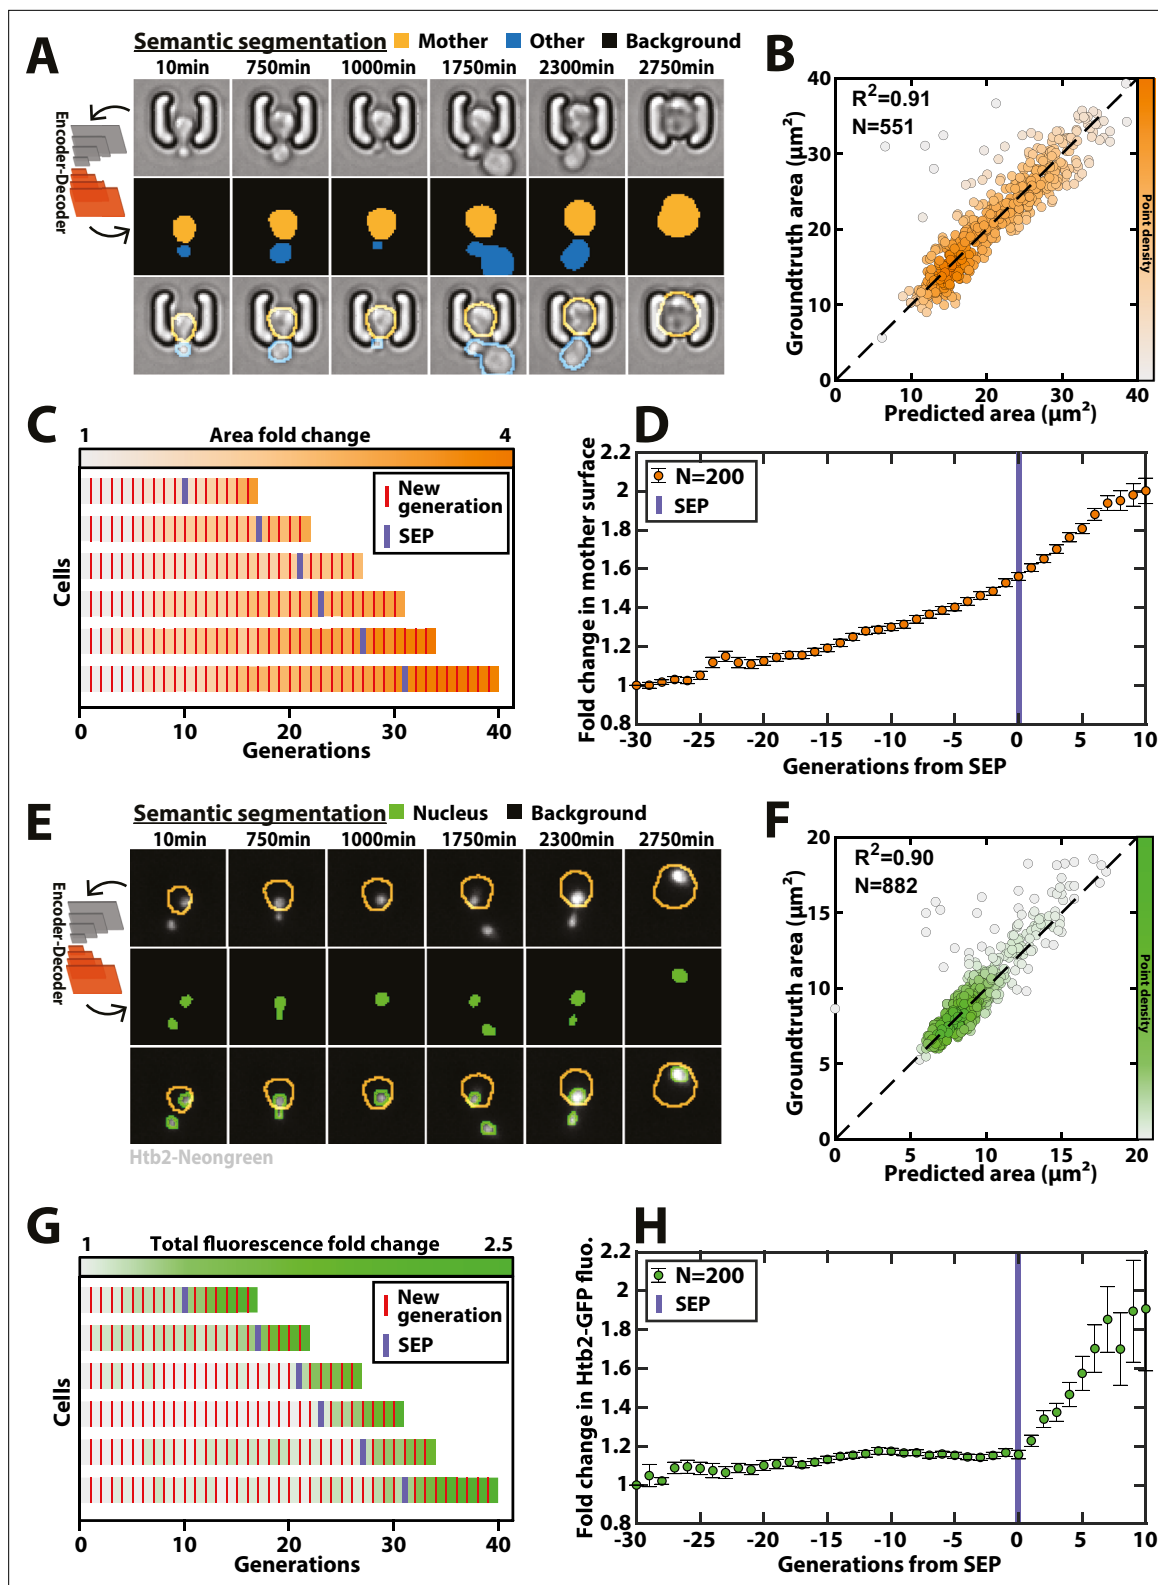 A
Semantic segmentation Mother Other Background
10min 750min 1000min 1750min 2300min 2750min
Encoder-Decoder
B
R²=0.91
N=551
Groundtruth area (µm²)
40
30
20
10
0
0 10 20 30 40
Predicted area (µm²)
Point density
C
1 Area fold change 4
New
generation
SEP
Cells
0 10 20 30 40
Generations
D
N=200
SEP
Fold change in mother surface
2.2
2
1.8
1.6
1.4
1.2
1
0.8
-30 -25 -20 -15 -10 -5 0 5 10
Generations from SEP
E
Semantic segmentation Nucleus Background
10min 750min 1000min 1750min 2300min 2750min
Encoder-Decoder
Htb2-Neongreen
F
R²=0.90
N=882
Groundtruth area (µm²)
20
15
10
5
0
0 5 10 15 20
Predicted area (µm²)
Point density
G
1 Total fluorescence fold change 2.5
New
generation
SEP
Cells
0 10 20 30 40
Generations
H
N=200
SEP
Fold change in Htb2-GFP fluo.
2.2
2
1.8
1.6
1.4
1.2
1
0.8
-30 -25 -20 -15 -10 -5 0 5 10
Generations from SEP